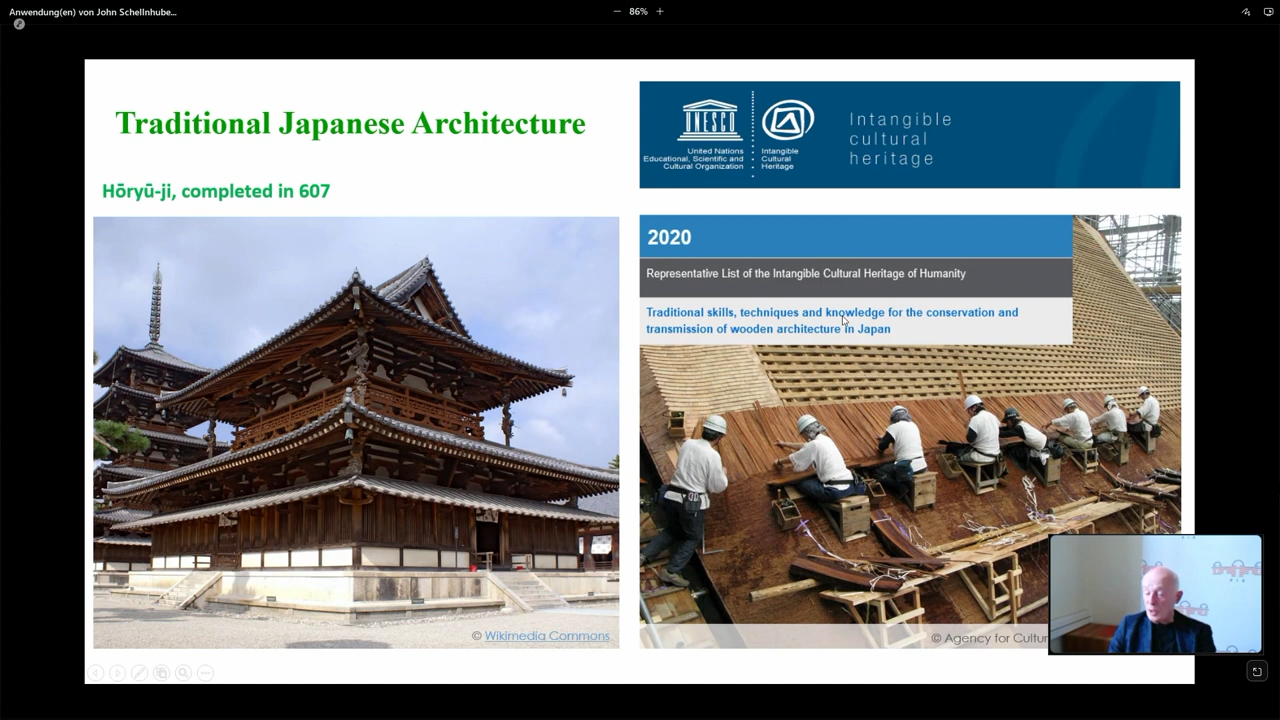 Anwendung(en) von John Schellnhube...
86%
Traditional Japanese Architecture
Hōryū-ji, completed in 607
© Wikimedia Commons
UNESCO
United Nations
Educational, Scientific and
Cultural Organization
Intangible
Cultural
Heritage
Intangible
cultural
heritage
2020
Representative List of the Intangible Cultural Heritage of Humanity
Traditional skills, techniques and knowledge for the conservation and
transmission of wooden architecture in Japan
© Agency for Cultur